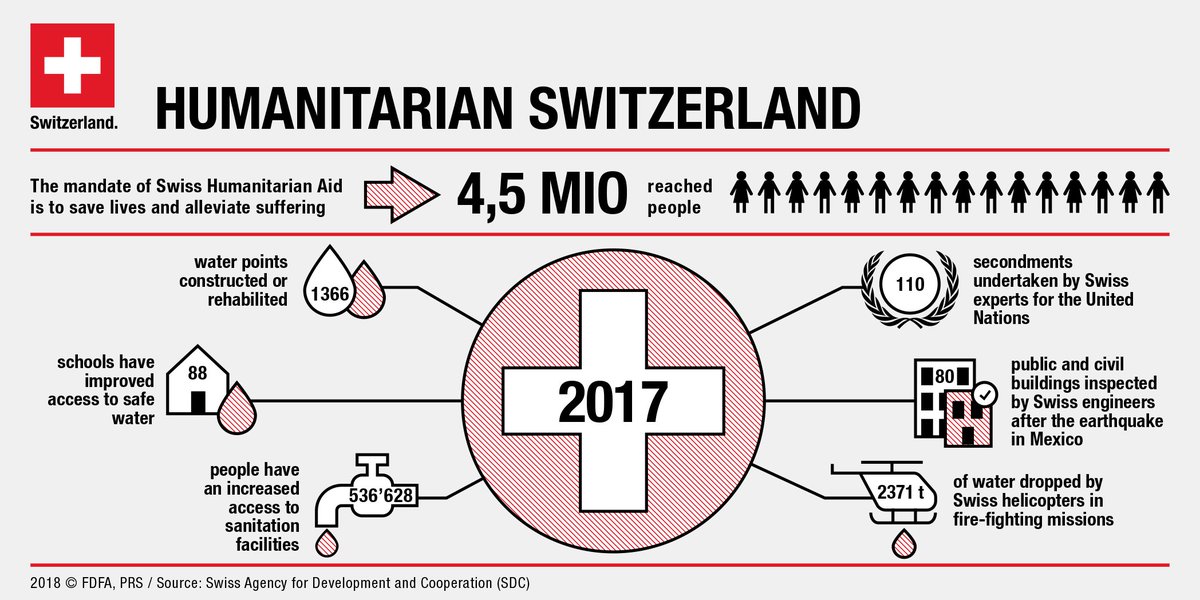 Switzerland.
HUMANITARIAN SWITZERLAND
The mandate of Swiss Humanitarian Aid
is to save lives and alleviate suffering
4,5 MIO
reached
people
water points
constructed or
rehabilitated
1366
schools have
improved
access to safe
water
88
people have
an increased
access to
sanitation
facilities
536’628
2017
110
secondments
undertaken by Swiss
experts for the United
Nations
80
public and civil
buildings inspected
by Swiss engineers
after the earthquake
in Mexico
2371 t
of water dropped by
Swiss helicopters in
fire-fighting missions
2018 © FDFA, PRS / Source: Swiss Agency for Development and Cooperation (SDC)